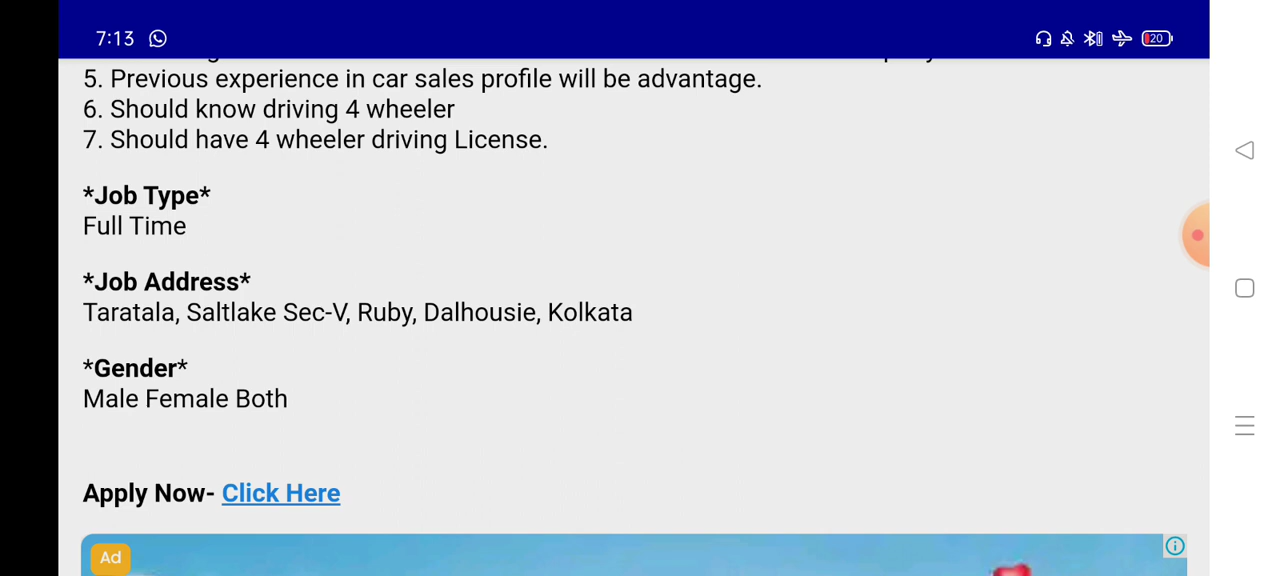 7:13
20
5. Previous experience in car sales profile will be advantage.
6. Should know driving 4 wheeler
7. Should have 4 wheeler driving License.
*Job Type*
Full Time
*Job Address*
Taratala, Saltlake Sec-V, Ruby, Dalhousie, Kolkata
*Gender*
Male Female Both
Apply Now- Click Here
Ad